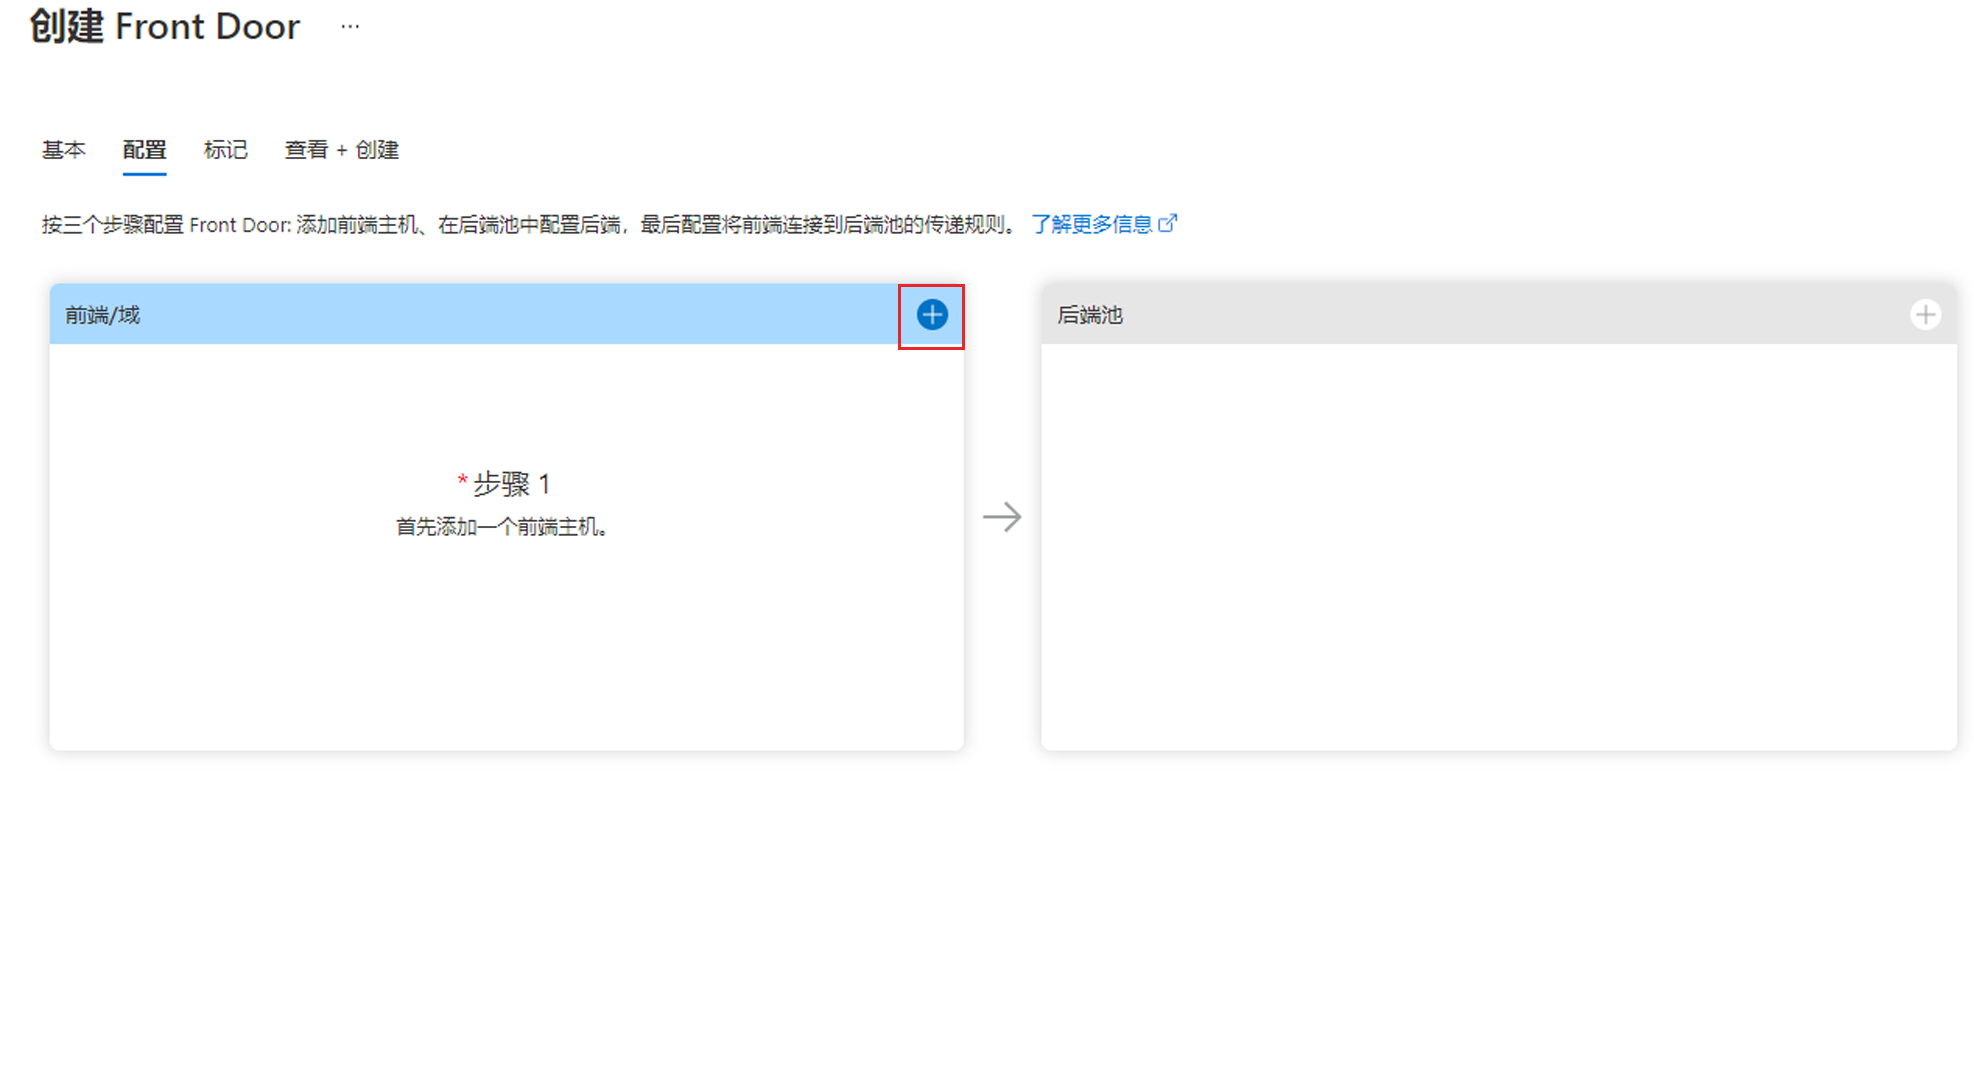 创建 Front Door ···
基本 配置 标记 查看 + 创建
按三个步骤配置 Front Door: 添加前端主机、在后端池中配置后端，最后配置将前端连接到后端池的传递规则。 了解更多信息
前端/域
后端池
* 步骤 1
首先添加一个前端主机。